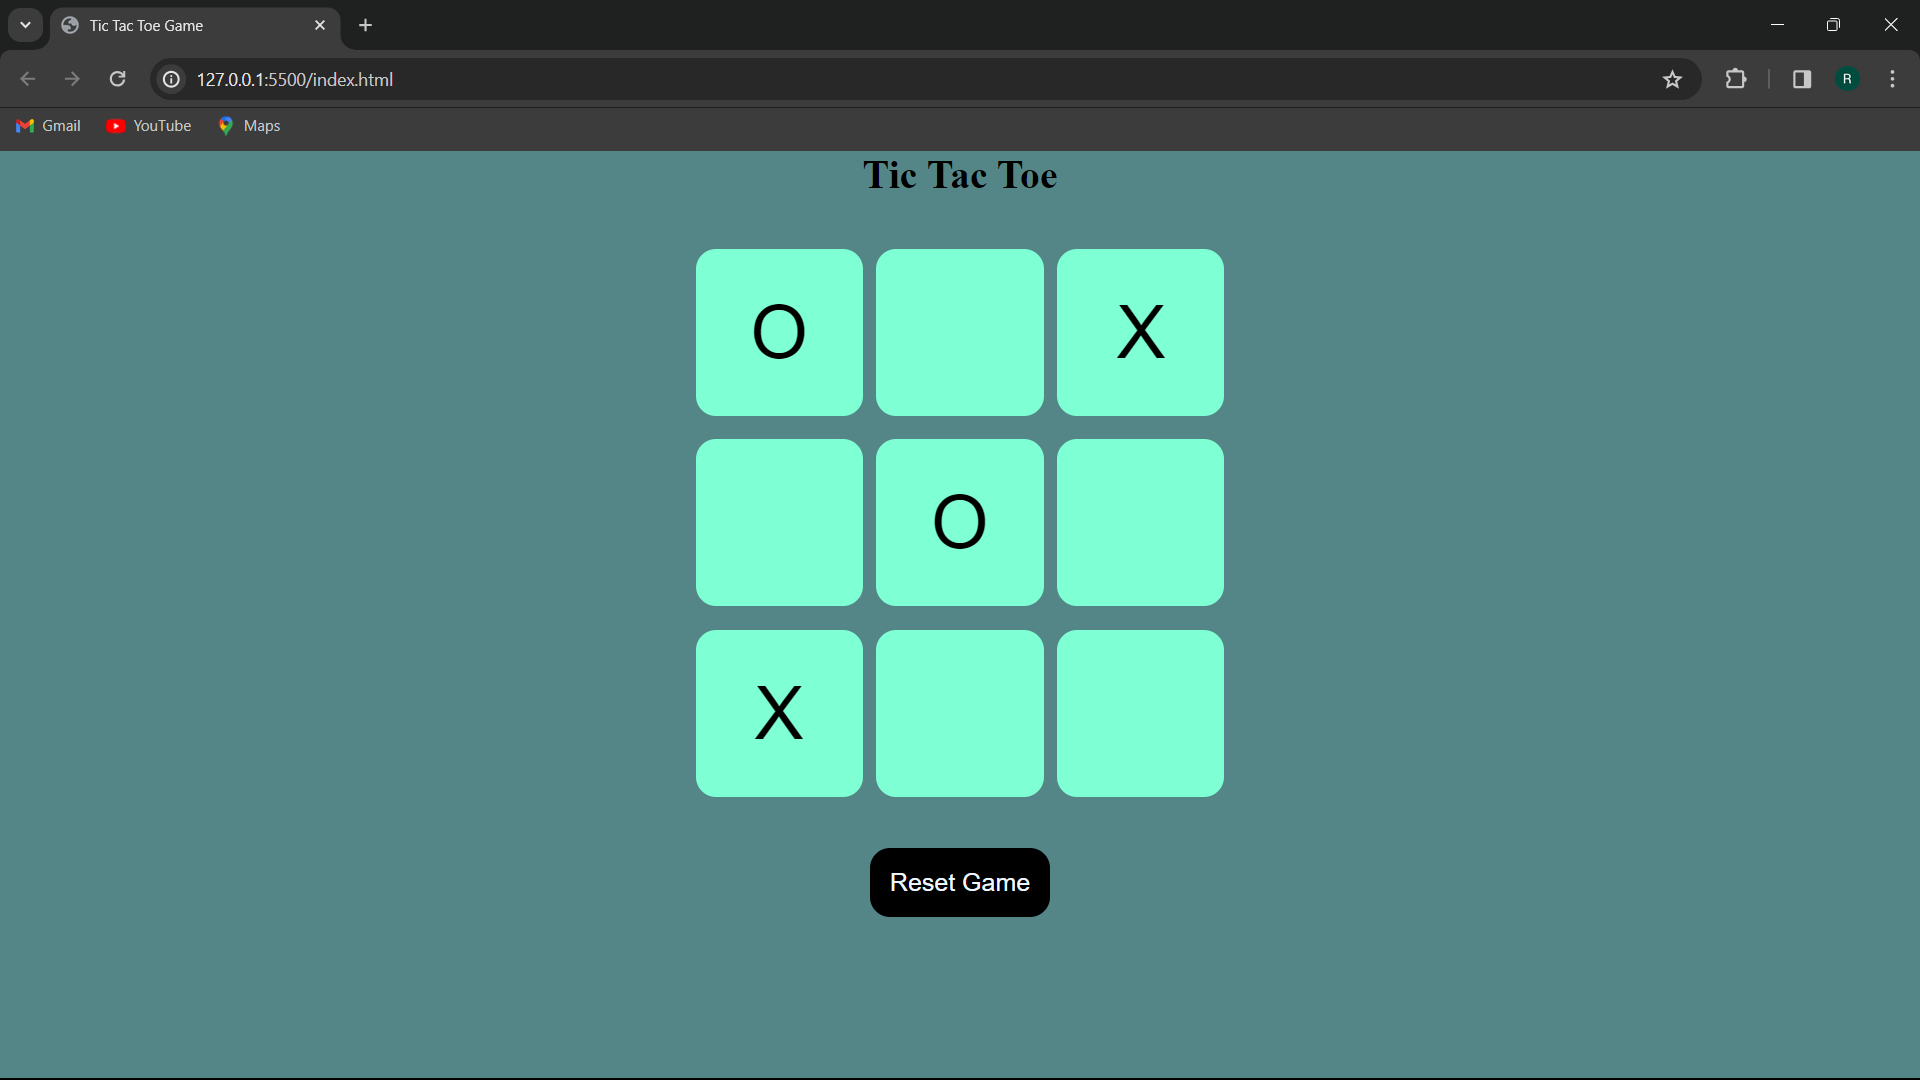 Tic Tac Toe Game
127.0.0.1:5500/index.html
R
Gmail YouTube Maps
Tic Tac Toe
O X
O
X
Reset Game